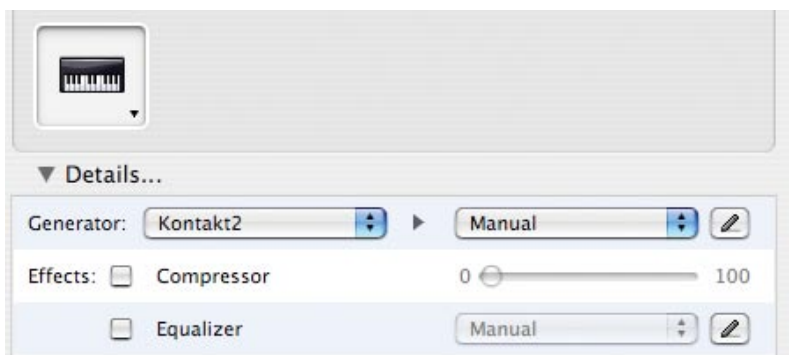 Details...
Generator: Kontakt2 Manual
Effects: Compressor 0 100
Equalizer Manual